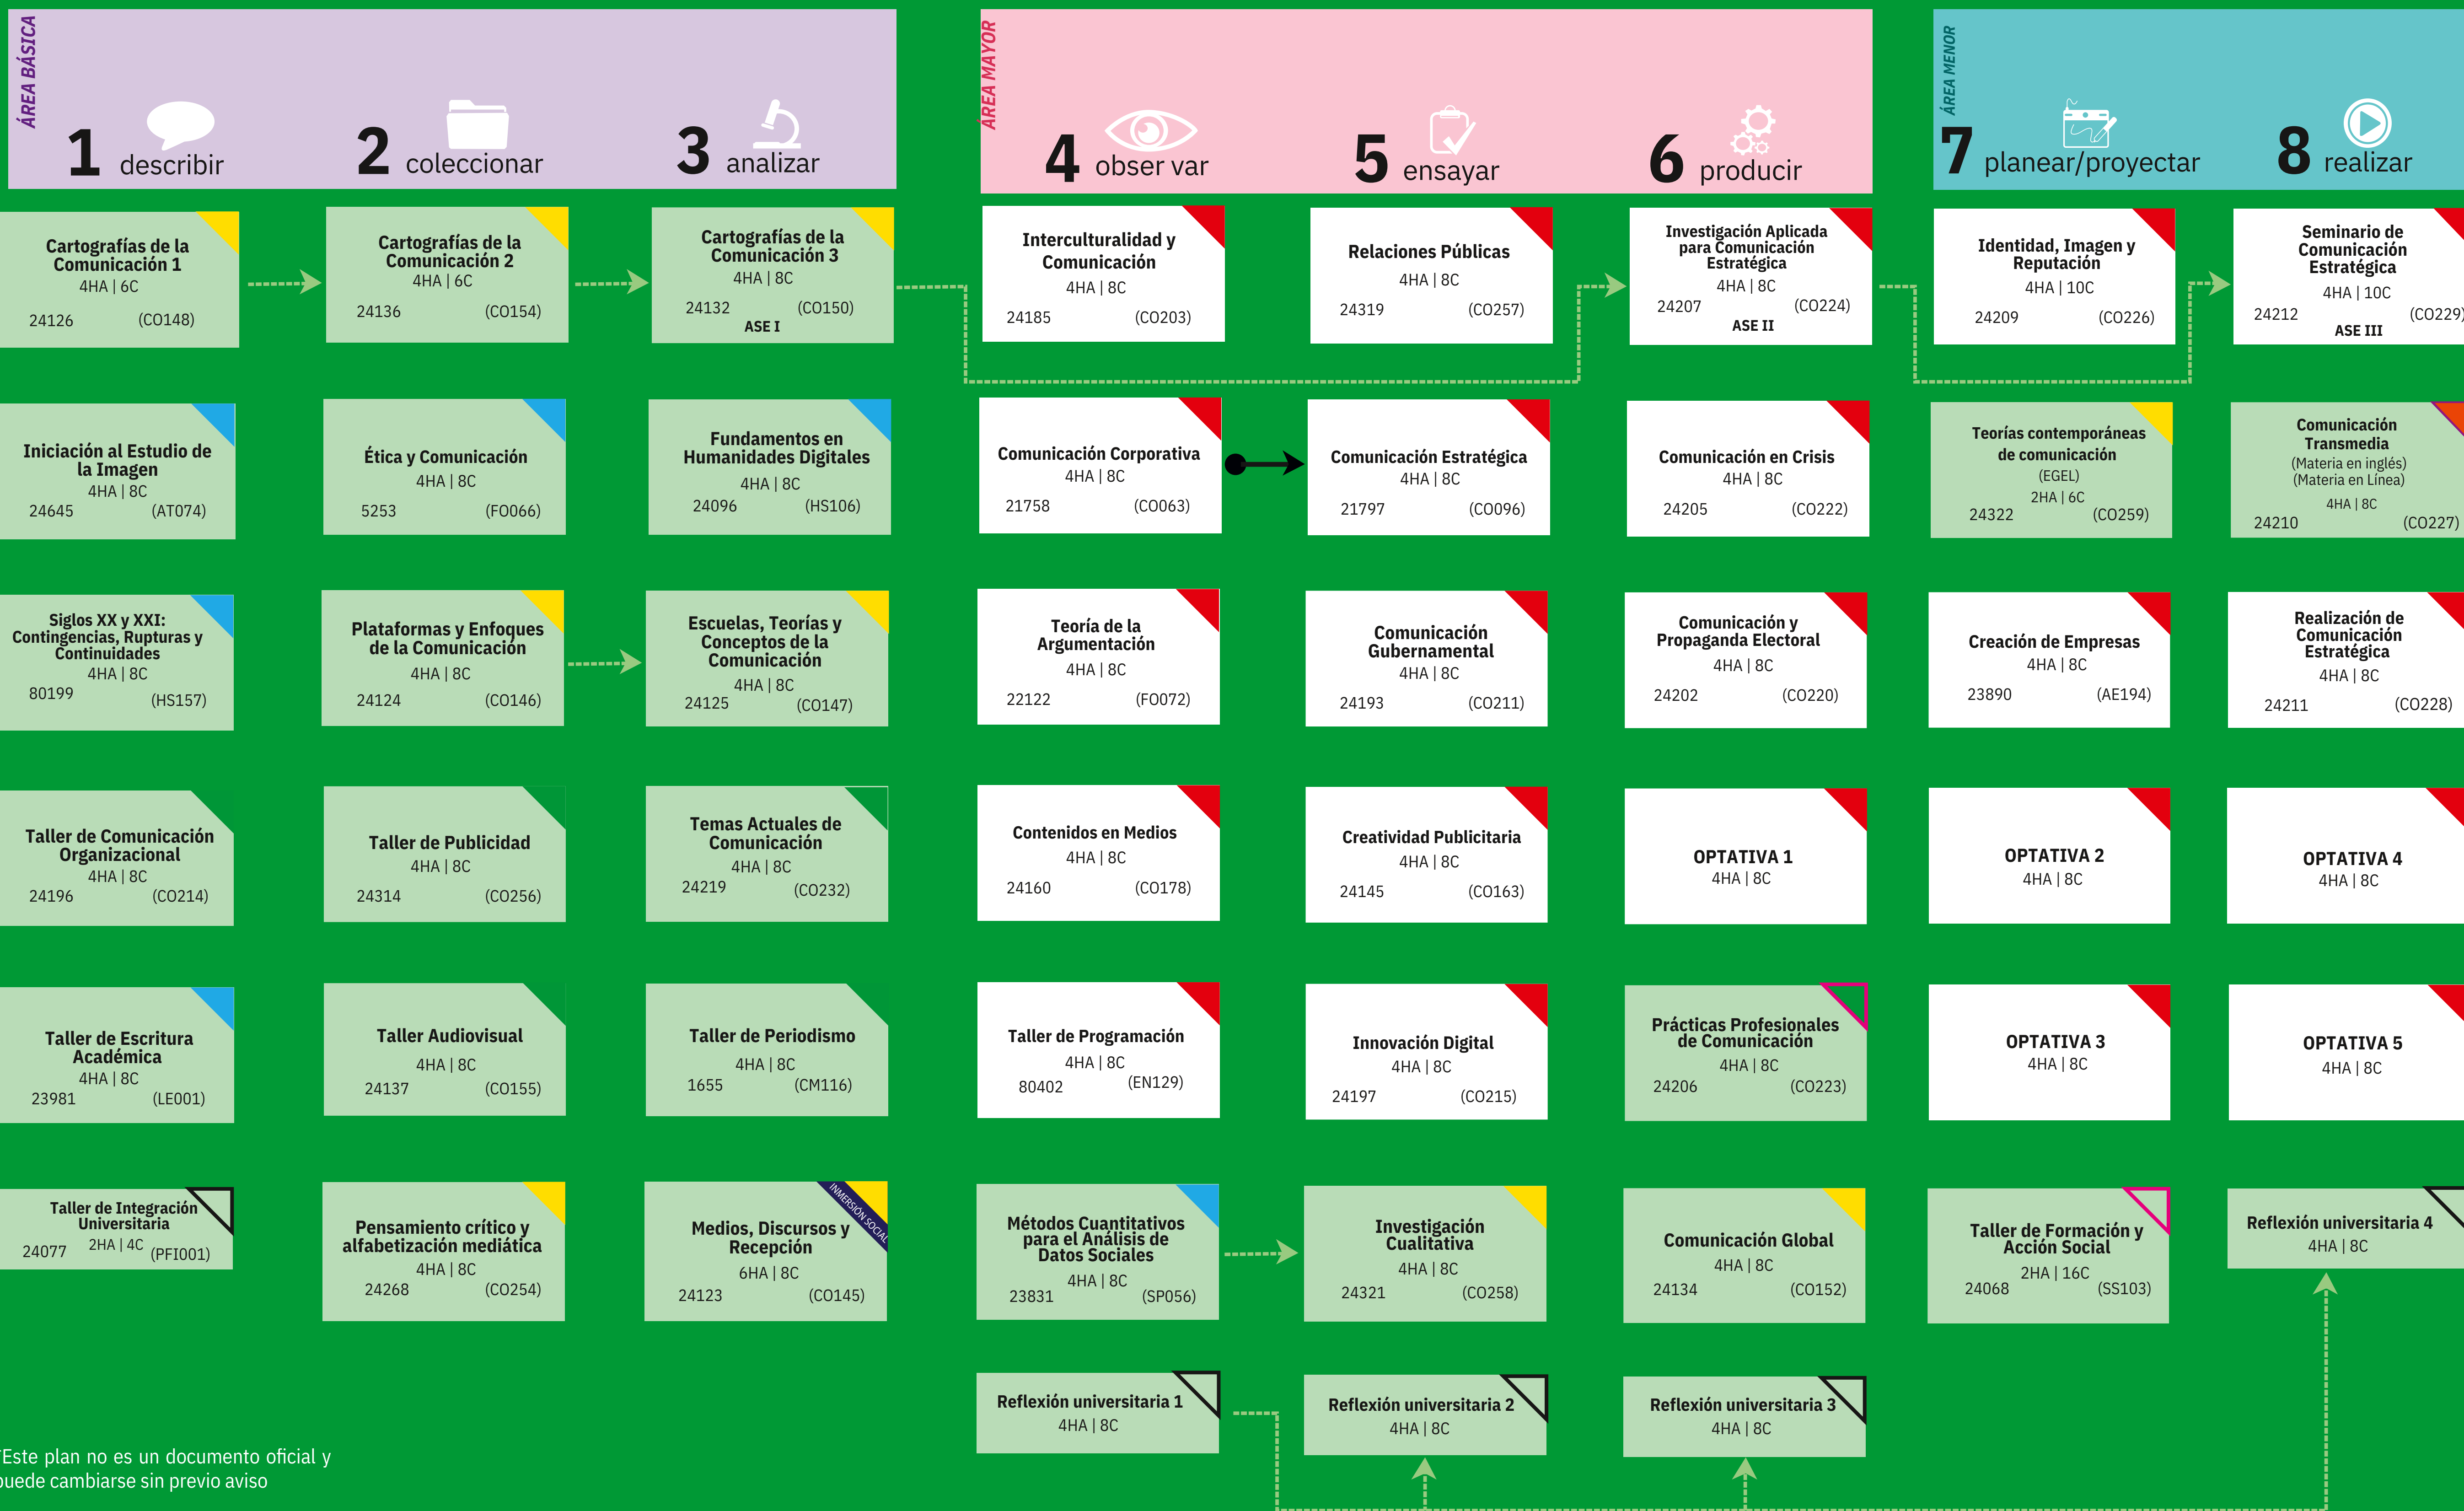 ÁREA BÁSICA
1 describir
2 coleccionar
3 analizar
ÁREA MAYOR
4 obser var
5 ensayar
6 producir
ÁREA MENOR
7 planear/proyectar
8 realizar
Cartografías de la
Comunicación 1
4HA | 6C
24126 (CO148)
Cartografías de la
Comunicación 2
4HA | 6C
24136 (CO154)
Cartografías de la
Comunicación 3
4HA | 8C
24132 (CO150)
ASE I
Interculturalidad y
Comunicación
4HA | 8C
24185 (CO203)
Relaciones Públicas
4HA | 8C
24319 (CO257)
Investigación Aplicada
para Comunicación
Estratégica
4HA | 8C
24207 (CO224)
ASE II
Identidad, Imagen y
Reputación
4HA | 10C
24209 (CO226)
Seminario de
Comunicación
Estratégica
4HA | 10C
24212 (CO229)
ASE III
Iniciación al Estudio de
la Imagen
4HA | 8C
24645 (AT074)
Ética y Comunicación
4HA | 8C
5253 (FO066)
Fundamentos en
Humanidades Digitales
4HA | 8C
24096 (HS106)
Comunicación Corporativa
4HA | 8C
21758 (CO063)
Comunicación Estratégica
4HA | 8C
21797 (CO096)
Comunicación en Crisis
4HA | 8C
24205 (CO222)
Teorías contemporáneas
de comunicación
(EGEL)
2HA | 6C
24322 (CO259)
Comunicación
Transmedia
(Materia en inglés)
(Materia en Línea)
4HA | 8C
24210 (CO227)
Siglos XX y XXI:
Contingencias, Rupturas y
Continuidades
4HA | 8C
80199 (HS157)
Plataformas y Enfoques
de la Comunicación
4HA | 8C
24124 (CO146)
Escuelas, Teorías y
Conceptos de la
Comunicación
4HA | 8C
24125 (CO147)
Teoría de la
Argumentación
4HA | 8C
22122 (FO072)
Comunicación
Gubernamental
4HA | 8C
24193 (CO211)
Comunicación y
Propaganda Electoral
4HA | 8C
24202 (CO220)
Creación de Empresas
4HA | 8C
23890 (AE194)
Realización de
Comunicación
Estratégica
4HA | 8C
24211 (CO228)
Taller de Comunicación
Organizacional
4HA | 8C
24196 (CO214)
Taller de Publicidad
4HA | 8C
24314 (CO256)
Temas Actuales de
Comunicación
4HA | 8C
24219 (CO232)
Contenidos en Medios
4HA | 8C
24160 (CO178)
Creatividad Publicitaria
4HA | 8C
24145 (CO163)
OPTATIVA 1
4HA | 8C
OPTATIVA 2
4HA | 8C
OPTATIVA 4
4HA | 8C
Taller de Escritura
Académica
4HA | 8C
23981 (LE001)
Taller Audiovisual
4HA | 8C
24137 (CO155)
Taller de Periodismo
4HA | 8C
1655 (CM116)
Taller de Programación
4HA | 8C
80402 (EN129)
Innovación Digital
4HA | 8C
24197 (CO215)
Prácticas Profesionales
de Comunicación
4HA | 8C
24206 (CO223)
OPTATIVA 3
4HA | 8C
OPTATIVA 5
4HA | 8C
Taller de Integración
Universitaria
2HA | 4C
24077 (PFI001)
Pensamiento crítico y
alfabetización mediática
4HA | 8C
24268 (CO254)
INMERSIÓN SOCIAL
Medios, Discursos y
Recepción
6HA | 8C
24123 (CO145)
Métodos Cuantitativos
para el Análisis de
Datos Sociales
4HA | 8C
23831 (SP056)
Investigación
Cualitativa
4HA | 8C
24321 (CO258)
Comunicación Global
4HA | 8C
24134 (CO152)
Taller de Formación y
Acción Social
2HA | 16C
24068 (SS103)
Reflexión universitaria 4
4HA | 8C
Reflexión universitaria 1
4HA | 8C
Reflexión universitaria 2
4HA | 8C
Reflexión universitaria 3
4HA | 8C
*Este plan no es un documento oficial y
puede cambiarse sin previo aviso